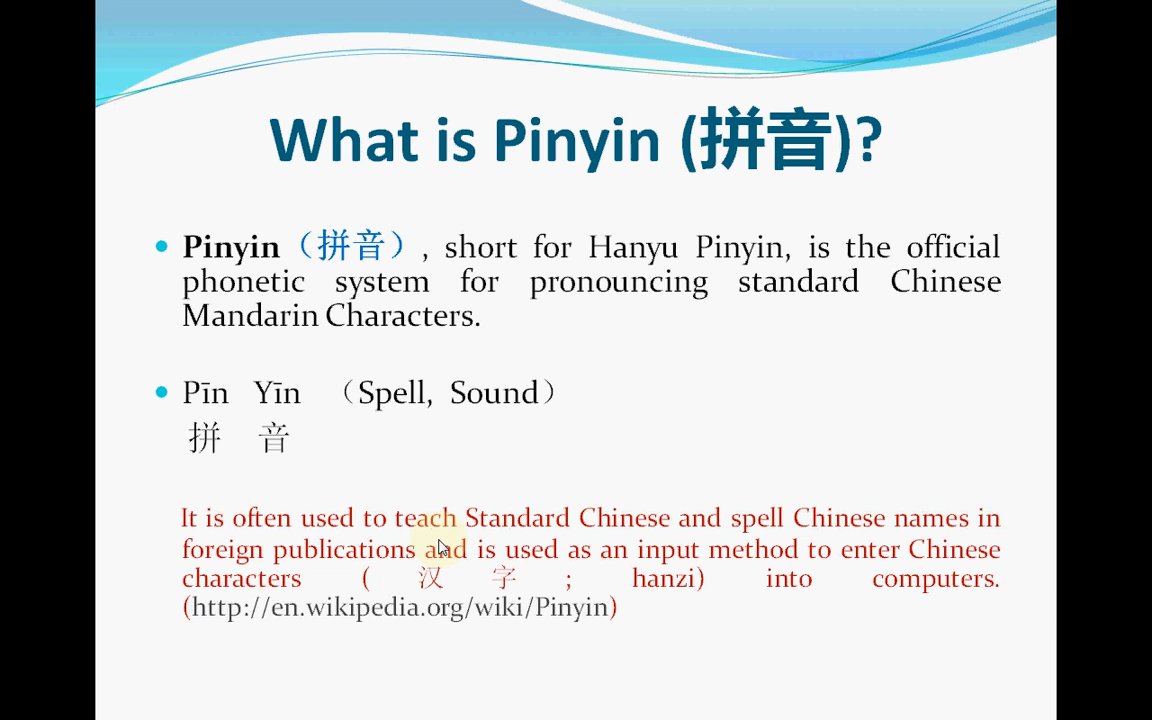 What is Pinyin (拼音)?
Pinyin（拼音）, short for Hanyu Pinyin, is the official
phonetic system for pronouncing standard Chinese
Mandarin Characters.
Pīn Yīn （Spell, Sound）
拼 音
It is often used to teach Standard Chinese and spell Chinese names in
foreign publications and is used as an input method to enter Chinese
characters ( 汉 字 ; hanzi) into computers.
(http://en.wikipedia.org/wiki/Pinyin)